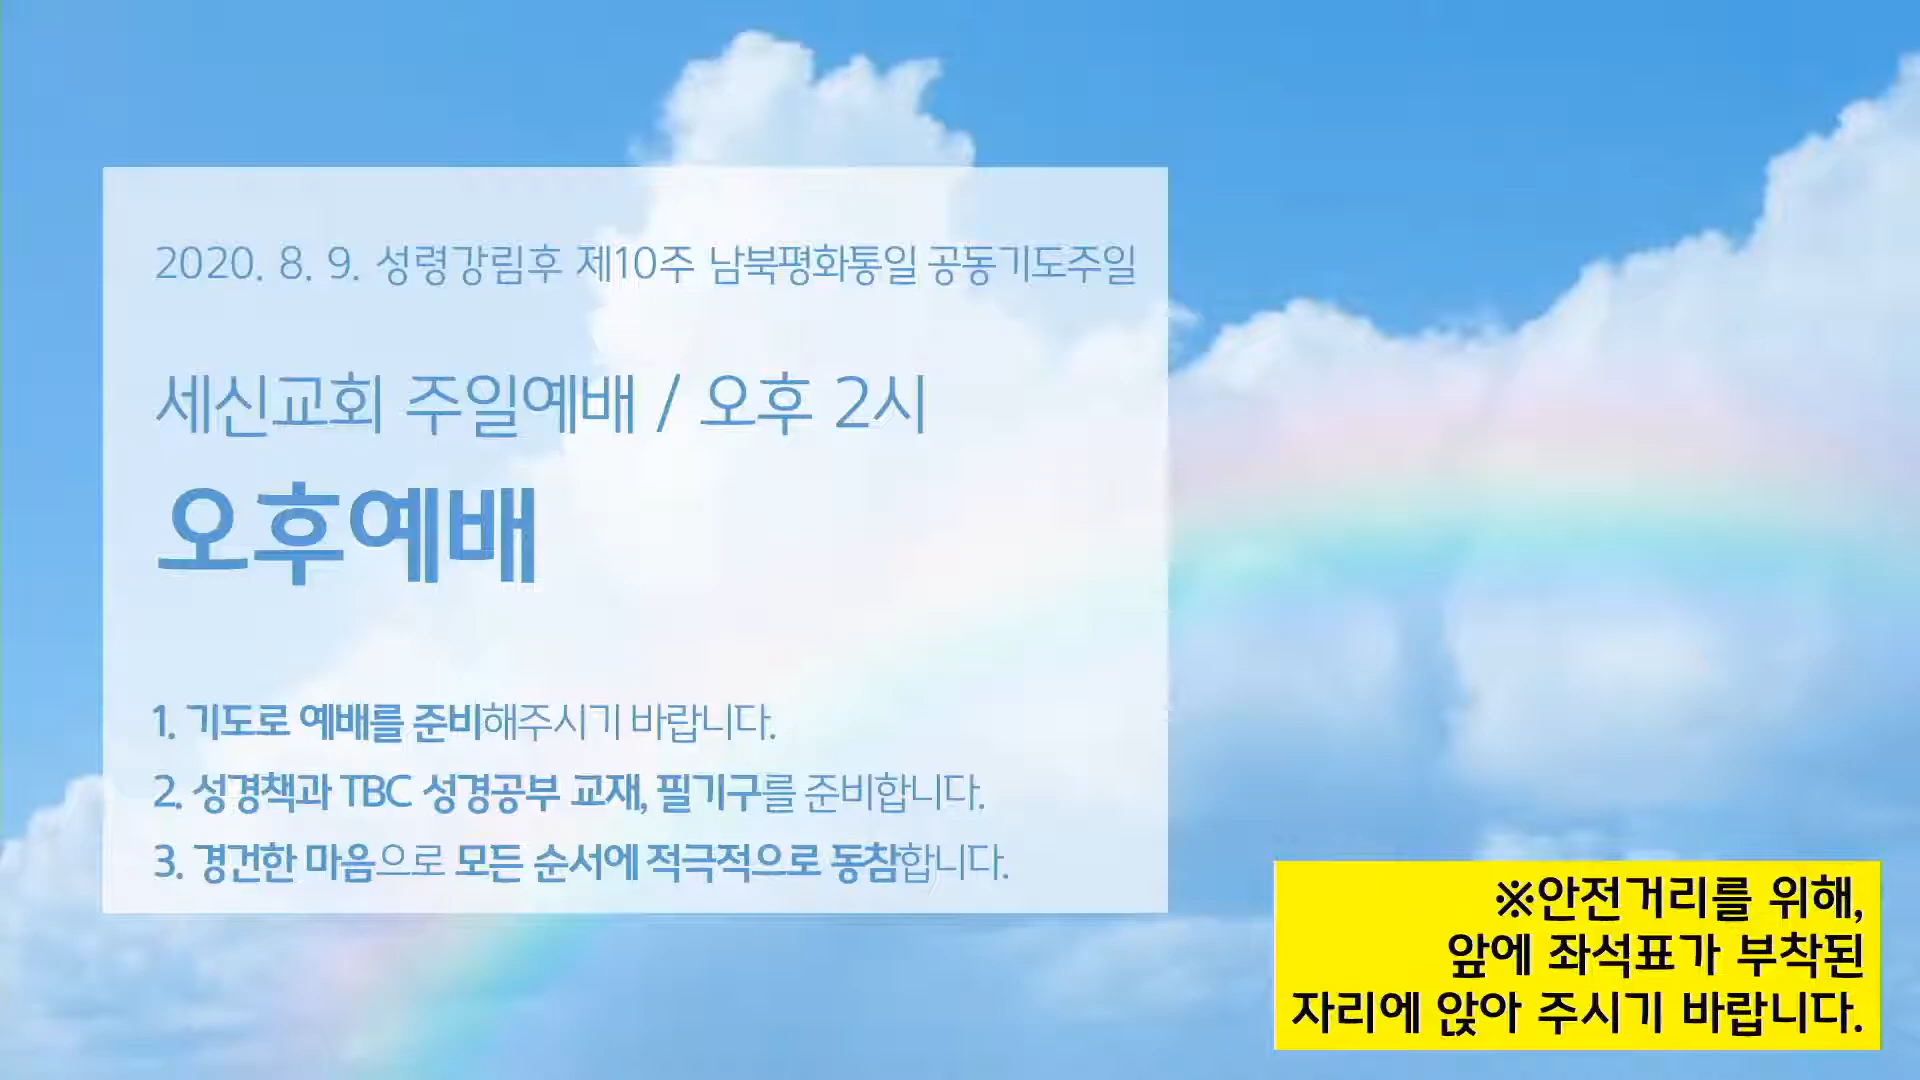 2020. 8. 9. 성령강림후 제10주 남북평화통일 공동기도주일
세신교회 주일예배 / 오후 2시
오후예배
1. 기도로 예배를 준비해주시기 바랍니다.
2. 성경책과 TBC 성경공부 교재, 필기구를 준비합니다.
3. 경건한 마음으로 모든 순서에 적극적으로 동참합니다.
※안전거리를 위해,
앞에 좌석표가 부착된
자리에 앉아 주시기 바랍니다.